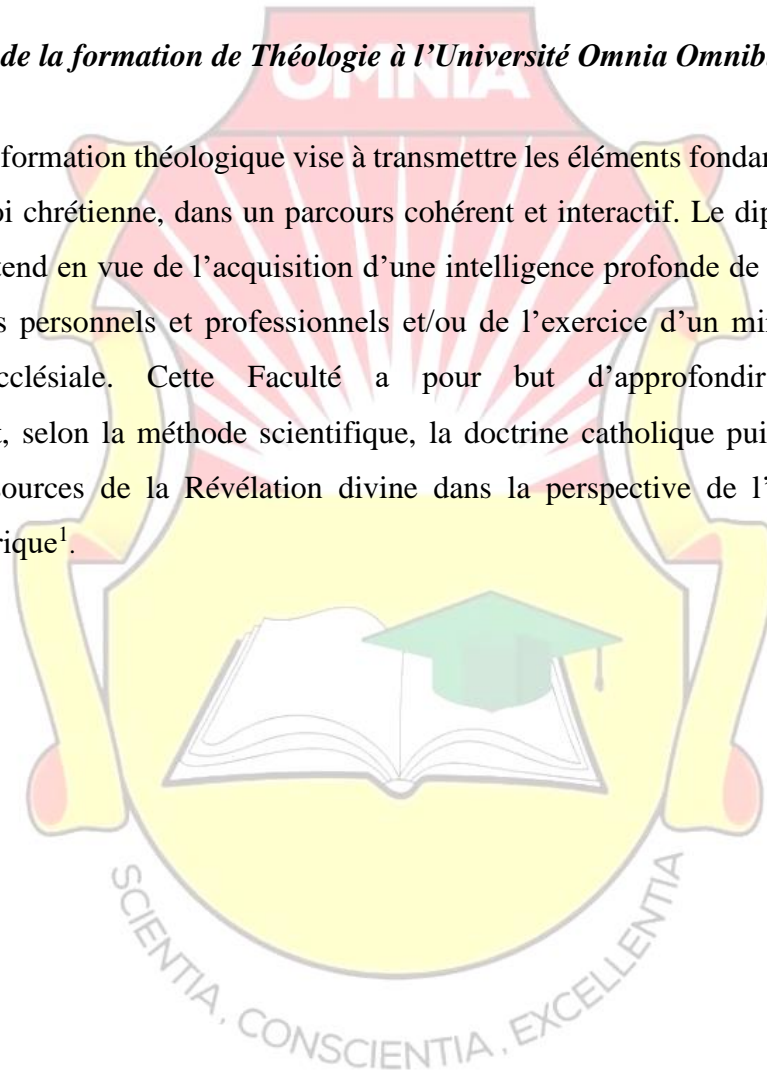 de la formation de Théologie à l’Université Omnia Omnib
OMNIA
formation théologique vise à transmettre les éléments fondar
oi chrétienne, dans un parcours cohérent et interactif. Le dip
tend en vue de l’acquisition d’une intelligence profonde de
s personnels et professionnels et/ou de l’exercice d’un mi
cclésiale. Cette Faculté a pour but d’approfondir
t, selon la méthode scientifique, la doctrine catholique pui
sources de la Révélation divine dans la perspective de l’
rique¹.
SCIENTIA, CONSCIENTIA, EXCELLENTIA